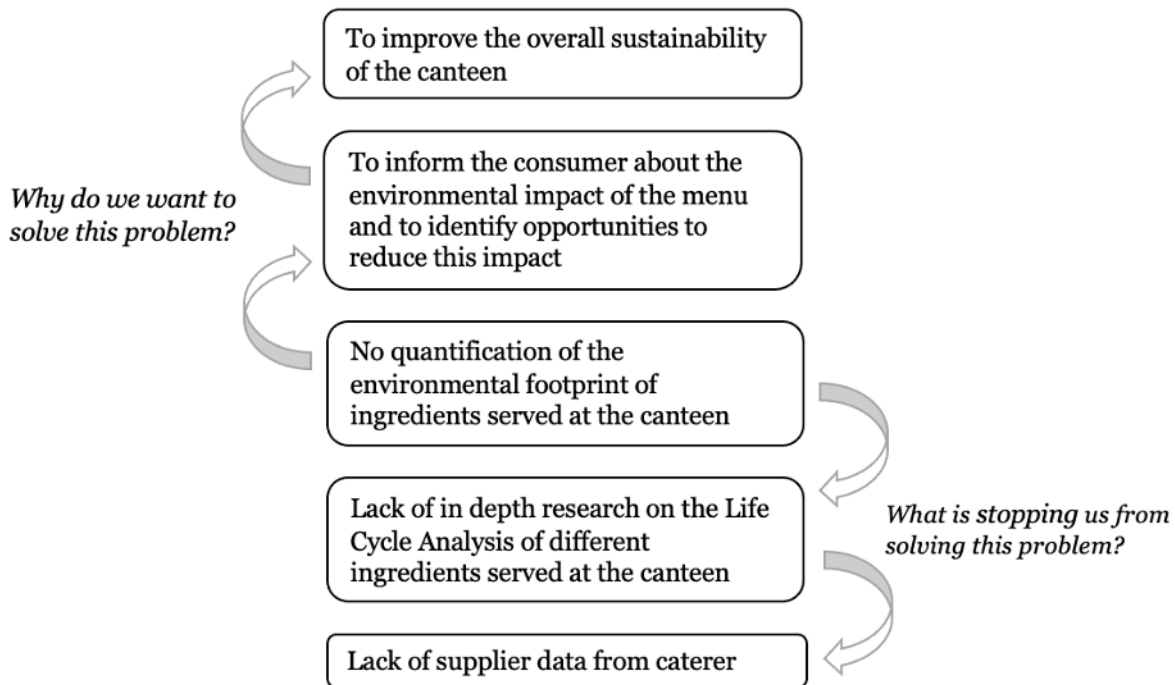 To improve the overall sustainability
of the canteen
To inform the consumer about the
environmental impact of the menu
and to identify opportunities to
reduce this impact
Why do we want to
solve this problem?
No quantification of the
environmental footprint of
ingredients served at the canteen
Lack of in depth research on the Life
Cycle Analysis of different
ingredients served at the canteen
What is stopping us from
solving this problem?
Lack of supplier data from caterer